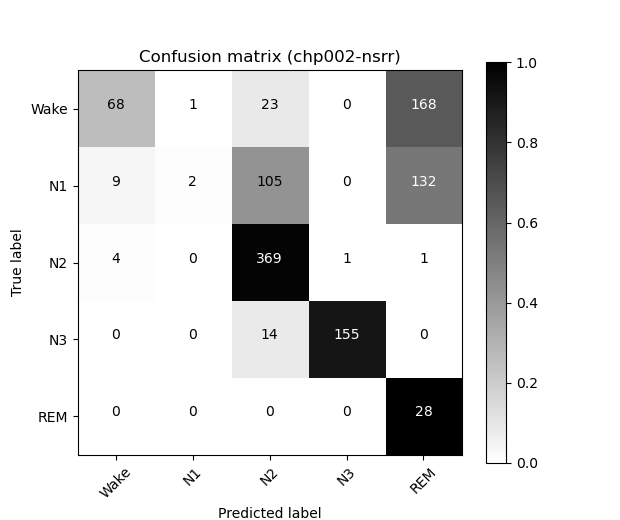 Confusion matrix (chp002-nsrr)
True label
Wake 68 1 23 0 168
N1 9 2 105 0 132
N2 4 0 369 1 1
N3 0 0 14 155 0
REM 0 0 0 0 28
Wake N1 N2 N3 REM
Predicted label
1.0
0.8
0.6
0.4
0.2
0.0